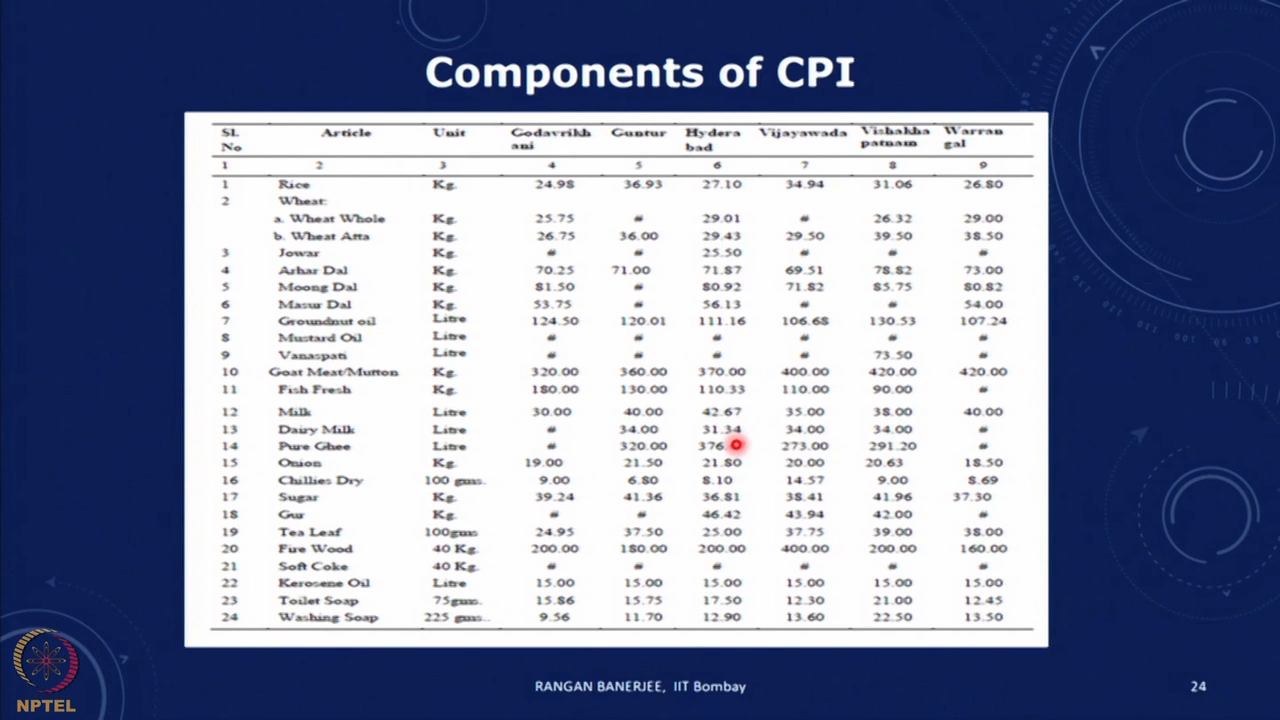 Components of CPI
Sl. No Article Unit Godavrikh ani Guntur Hydera bad Vijayawada Vishakha patnam Warran gal
1 2 3 4 5 6 7 8 9
1 Rice Kg. 24.98 36.93 27.10 34.94 31.06 26.80
2 Wheat:
a. Wheat Whole Kg. 25.75 # 29.01 # 26.32 29.00
b. Wheat Atta Kg. 26.75 36.00 29.43 29.50 39.50 38.50
3 Jowar Kg. # # 25.50 # # #
4 Arhar Dal Kg. 70.25 71.00 71.87 69.51 78.82 73.00
5 Moong Dal Kg. 81.50 # 80.92 71.82 85.75 80.82
6 Masur Dal Kg. 53.75 # 56.13 # # 54.00
7 Groundnut oil Litre 124.50 120.01 111.16 106.68 130.53 107.24
8 Mustard Oil Litre # # # # # #
9 Vanaspati Litre # # # # 73.50 #
10 Goat Meat/Mutton Kg. 320.00 360.00 370.00 400.00 420.00 420.00
11 Fish Fresh Kg. 180.00 130.00 110.33 110.00 90.00 #
12 Milk Litre 30.00 40.00 42.67 35.00 38.00 40.00
13 Dairy Milk Litre # 34.00 31.34 34.00 34.00 #
14 Pure Ghee Litre # 320.00 376 273.00 291.20 #
15 Onion Kg. 19.00 21.50 21.80 20.00 20.63 18.50
16 Chillies Dry 100 gms. 9.00 6.80 8.10 14.57 9.00 8.69
17 Sugar Kg. 39.24 41.36 36.81 38.41 41.96 37.30
18 Gur Kg. # # 46.42 43.94 42.00 #
19 Tea Leaf 100gms 24.95 37.50 25.00 37.75 39.00 38.00
20 Fire Wood 40 Kg. 200.00 180.00 200.00 400.00 200.00 160.00
21 Soft Coke 40 Kg. # # # # # #
22 Kerosene Oil Litre 15.00 15.00 15.00 15.00 15.00 15.00
23 Toilet Soap 75gms. 15.86 15.75 17.50 12.30 21.00 12.45
24 Washing Soap 225 gms.. 9.56 11.70 12.90 13.60 22.50 13.50
NPTEL
RANGAN BANERJEE, IIT Bombay
24